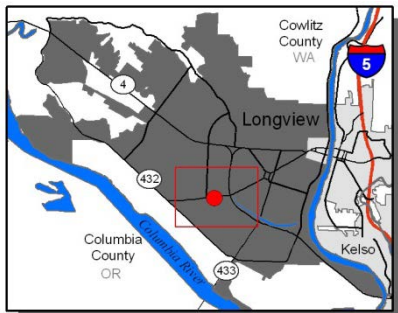 Cowlitz
County
WA
5
4
Longview
432
Columbia
County
OR
Columbia River
433
Kelso